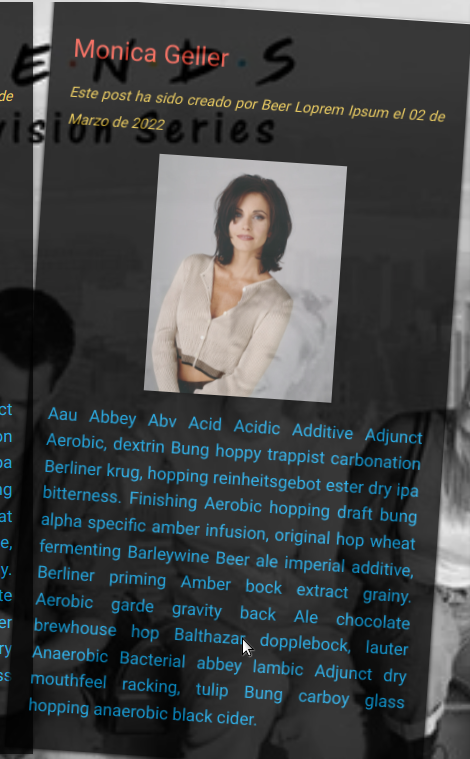 E · N · D · S
vision Series
Monica Geller
Este post ha sido creado por Beer Loprem Ipsum el 02 de
Marzo de 2022
de
Aau Abbey Abv Acid Acidic Additive Adjunct
Aerobic, dextrin Bung hoppy trappist carbonation
Berliner krug, hopping reinheitsgebot ester dry ipa
bitterness. Finishing Aerobic hopping draft bung
alpha specific amber infusion, original hop wheat
fermenting Barleywine Beer ale imperial additive,
Berliner priming Amber bock extract grainy.
Aerobic garde gravity back Ale chocolate
brewhouse hop Balthazar dopplebock, lauter
Anaerobic Bacterial abbey lambic Adjunct dry
mouthfeel racking, tulip Bung carboy glass
hopping anaerobic black cider.